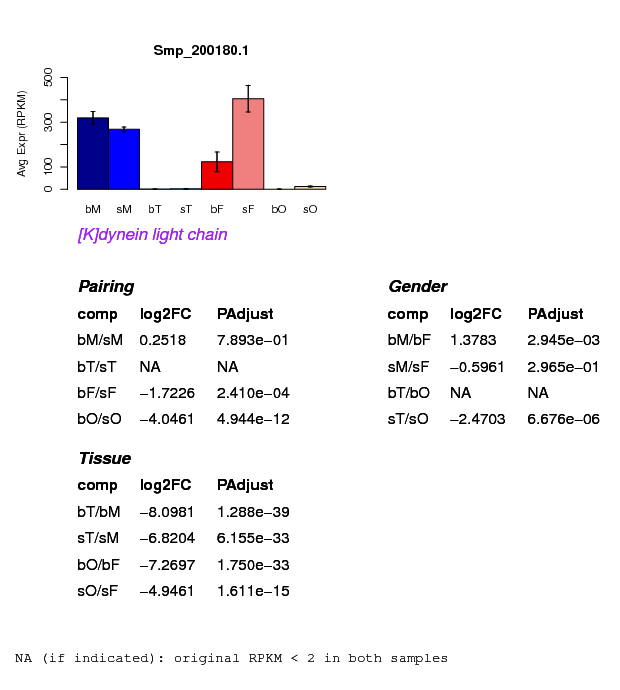 Smp_200180.1
Avg Expr (RPKM)
500
300
100
0
bM sM bT sT bF sF bO sO
[K]dynein light chain
Pairing
comp log2FC PAdjust
bM/sM 0.2518 7.893e−01
bT/sT NA NA
bF/sF −1.7226 2.410e−04
bO/sO −4.0461 4.944e−12
Gender
comp log2FC PAdjust
bM/bF 1.3783 2.945e−03
sM/sF −0.5961 2.965e−01
bT/bO NA NA
sT/sO −2.4703 6.676e−06
Tissue
comp log2FC PAdjust
bT/bM −8.0981 1.288e−39
sT/sM −6.8204 6.155e−33
bO/bF −7.2697 1.750e−33
sO/sF −4.9461 1.611e−15
NA (if indicated): original RPKM < 2 in both samples